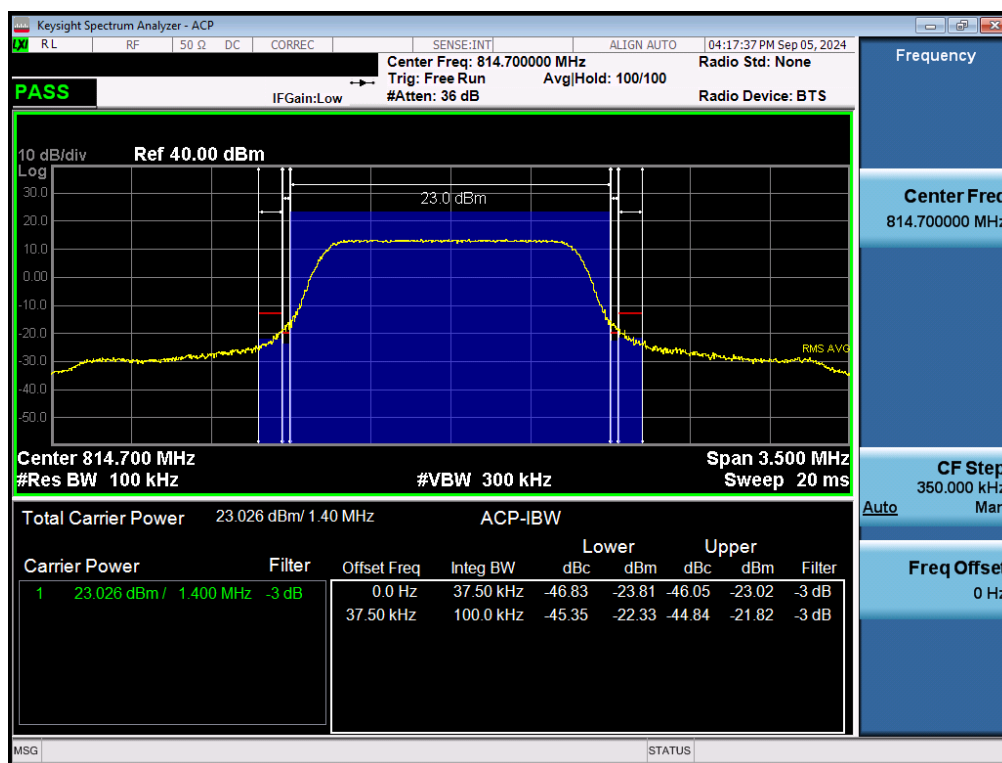 Keysight Spectrum Analyzer - ACP
LXI RL RF 50 Ω DC CORREC SENSE:INT ALIGN AUTO 04:17:37 PM Sep 05, 2024
Center Freq: 814.700000 MHz Radio Std: None
Trig: Free Run Avg|Hold: 100/100
PASS IFGain:Low #Atten: 36 dB Radio Device: BTS
10 dB/div Ref 40.00 dBm
Log
30.0
23.0 dBm
20.0
10.0
0.00
-10.0
-20.0
-30.0
RMS AVG
-40.0
-50.0
Center 814.700 MHz Span 3.500 MHz
#Res BW 100 kHz #VBW 300 kHz Sweep 20 ms
Total Carrier Power 23.026 dBm/ 1.40 MHz ACP-IBW
Lower Upper
Carrier Power Filter Offset Freq Integ BW dBc dBm dBc dBm Filter
1 23.026 dBm / 1.400 MHz -3 dB 0.0 Hz 37.50 kHz -46.83 -23.81 -46.05 -23.02 -3 dB
37.50 kHz 100.0 kHz -45.35 -22.33 -44.84 -21.82 -3 dB
MSG STATUS
Frequency
Center Freq
814.700000 MHz
CF Step
350.000 kHz
Auto Man
Freq Offset
0 Hz